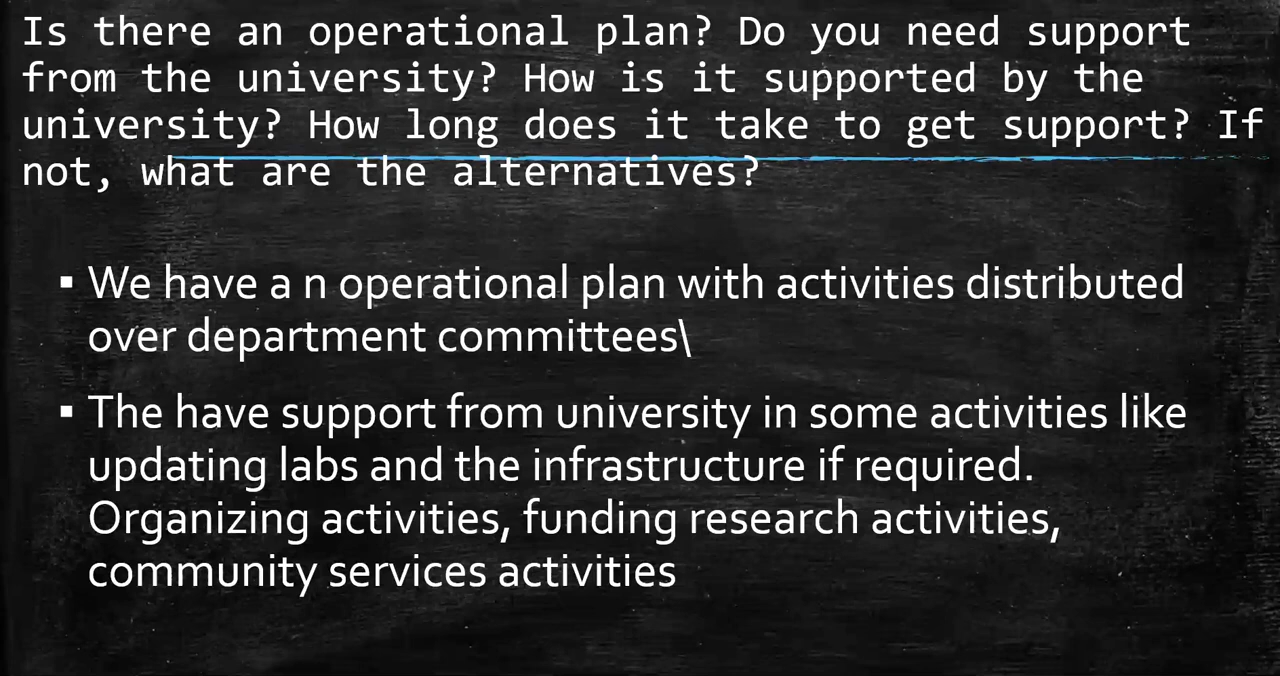 Is there an operational plan? Do you need support
from the university? How is it supported by the
university? How long does it take to get support? If
not, what are the alternatives?
▪ We have a n operational plan with activities distributed
over department committees\
▪ The have support from university in some activities like
updating labs and the infrastructure if required.
Organizing activities, funding research activities,
community services activities